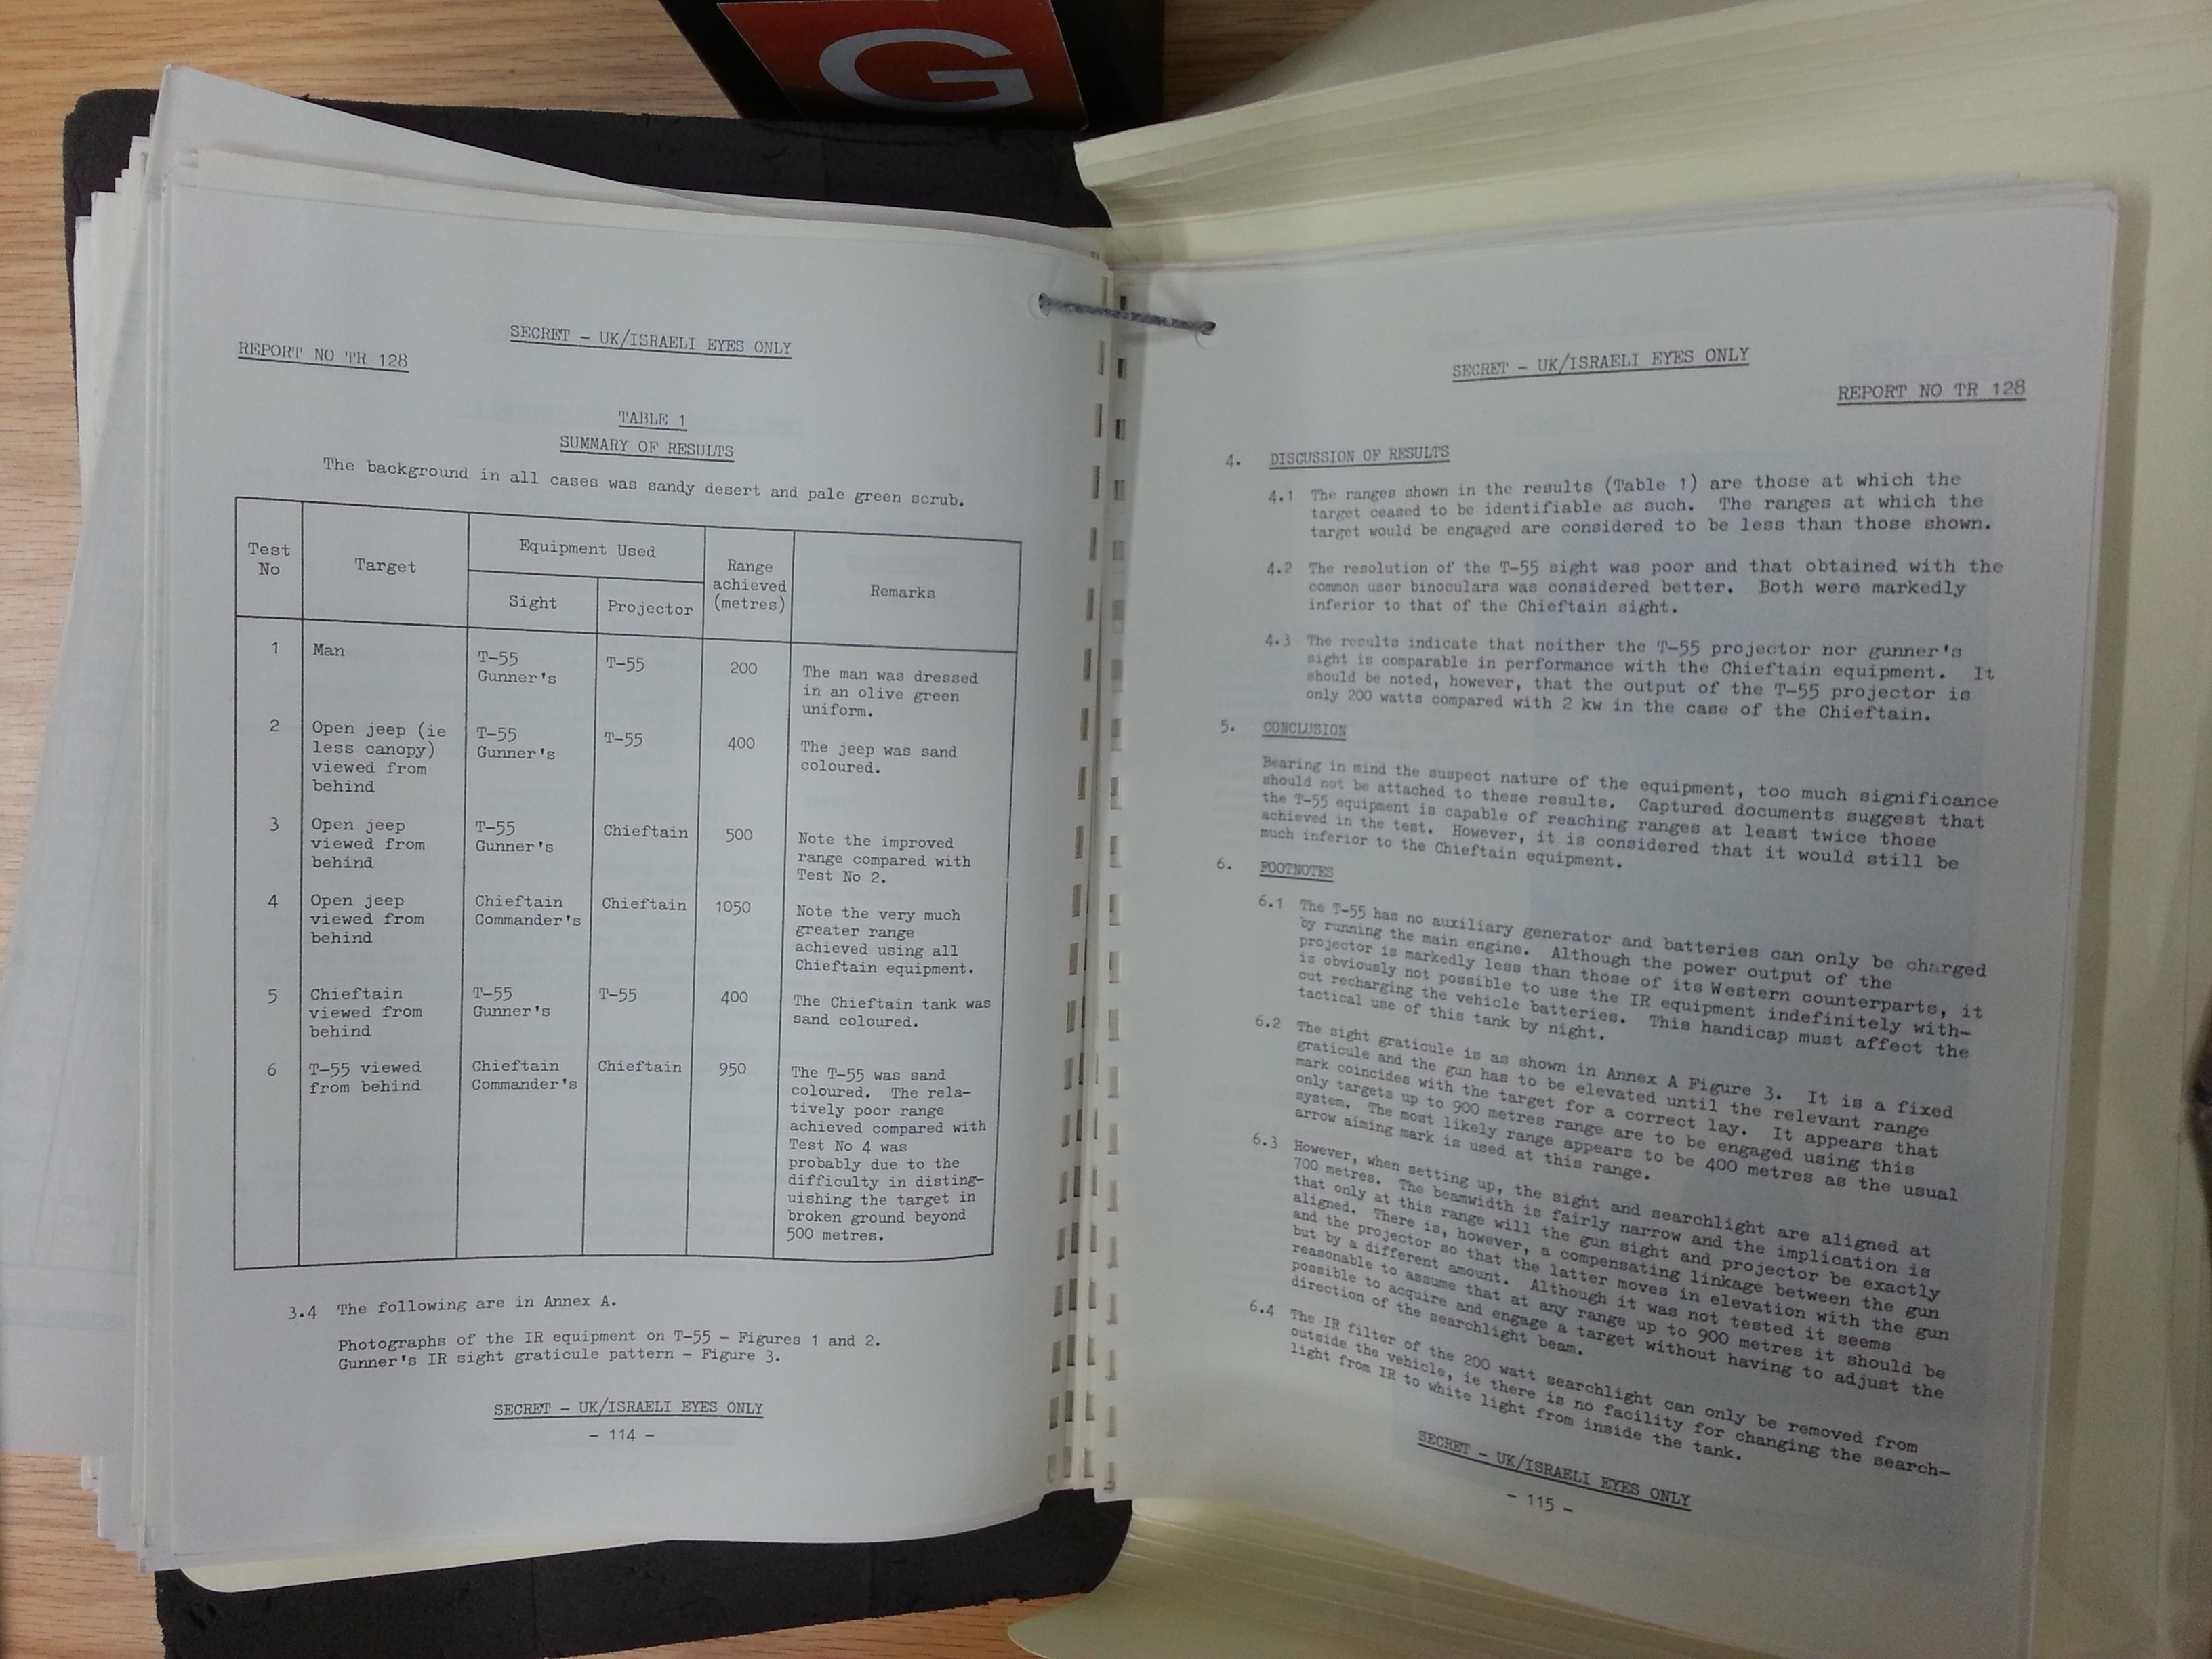 G
SECRET - UK/ISRAELI EYES ONLY
REPORT NO TR 128
TABLE 1
SUMMARY OF RESULTS
The background in all cases was sandy desert and pale green scrub.
Test No
Target
Equipment Used
Sight
Projector
Range achieved (metres)
Remarks
1
Man
T-55
Gunner's
T-55
200
The man was dressed
in an olive green
uniform.
2
Open jeep (ie
less canopy)
viewed from
behind
T-55
Gunner's
T-55
400
The jeep was sand
coloured.
3
Open jeep
viewed from
behind
T-55
Gunner's
Chieftain
500
Note the improved
range compared with
Test No 2.
4
Open jeep
viewed from
behind
Chieftain
Commander's
Chieftain
1050
Note the very much
greater range
achieved using all
Chieftain equipment.
5
Chieftain
viewed from
behind
T-55
Gunner's
T-55
400
The Chieftain tank was
sand coloured.
6
T-55 viewed
from behind
Chieftain
Commander's
Chieftain
950
The T-55 was sand
coloured. The rela-
tively poor range
achieved compared with
Test No 4 was
probably due to the
difficulty in disting-
uishing the target in
broken ground beyond
500 metres.
3.4 The following are in Annex A.
Photographs of the IR equipment on T-55 - Figures 1 and 2.
Gunner's IR sight graticule pattern - Figure 3.
SECRET - UK/ISRAELI EYES ONLY
- 114 -
SECRET - UK/ISRAELI EYES ONLY
REPORT NO TR 128
4. DISCUSSION OF RESULTS
4.1 The ranges shown in the results (Table 1) are those at which the
target ceased to be identifiable as such. The ranges at which the
target would be engaged are considered to be less than those shown.
4.2 The resolution of the T-55 sight was poor and that obtained with the
common user binoculars was considered better. Both were markedly
inferior to that of the Chieftain sight.
4.3 The results indicate that neither the T-55 projector nor gunner's
sight is comparable in performance with the Chieftain equipment. It
should be noted, however, that the output of the T-55 projector is
only 200 watts compared with 2 kw in the case of the Chieftain.
5. CONCLUSION
Bearing in mind the suspect nature of the equipment, too much significance
should not be attached to these results. Captured documents suggest that
the T-55 equipment is capable of reaching ranges at least twice those
achieved in the test. However, it is considered that it would still be
much inferior to the Chieftain equipment.
6. FOOTNOTES
6.1 The T-55 has no auxiliary generator and batteries can only be charged
by running the main engine. Although the power output of the
projector is markedly less than those of its Western counterparts, it
is obviously not possible to use the IR equipment indefinitely with-
out recharging the vehicle batteries. This handicap must affect the
tactical use of this tank by night.
6.2 The sight graticule is as shown in Annex A Figure 3. It is a fixed
graticule and the gun has to be elevated until the relevant range
mark coincides with the target for a correct lay. It appears that
only targets up to 900 metres range are to be engaged using this
system. The most likely range appears to be 400 metres as the usual
arrow aiming mark is used at this range.
6.3 However, when setting up, the sight and searchlight are aligned at
700 metres. The beamwidth is fairly narrow and the implication is
that only at this range will the gun sight and projector be exactly
aligned. There is, however, a compensating linkage between the gun
and the projector so that the latter moves in elevation with the gun
but by a different amount. Although it was not tested it seems
reasonable to assume that at any range up to 900 metres it should be
possible to acquire and engage a target without having to adjust the
direction of the searchlight beam.
6.4 The IR filter of the 200 watt searchlight can only be removed from
outside the vehicle, ie there is no facility for changing the search-
light from IR to white light from inside the tank.
SECRET - UK/ISRAELI EYES ONLY
- 115 -